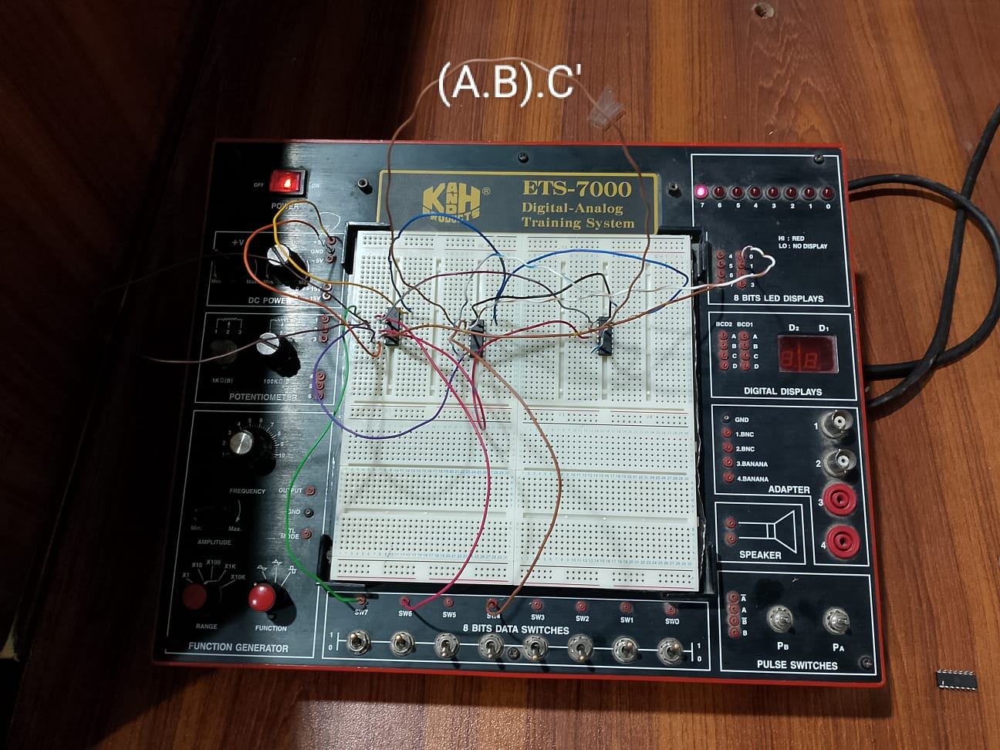 (A.B).C'
K AND H PRODUCTS ®
ETS-7000
Digital-Analog
Training System
OFF ON
POWER
7 6 5 4 3 2 1 0
HI : RED
LO : NO DISPLAY
4 0
5 1
6
7 3
8 BITS LED DISPLAYS
+V
+5V
GND
-5V
Min. Max.
DC POWER
1 2 3
1KΩ(B) 100KΩ
POTENTIOMETER
1
3
4
5
6
BCD2 BCD1 D2 D1
A A
B B
C C
D D
DIGITAL DISPLAYS
GND
1.BNC
2.BNC
3.BANANA
4.BANANA
ADAPTER
1
2
3
4
SPEAKER
FREQUENCY
OUTPUT
GND
TTL MODE
Min. Max.
AMPLITUDE
X1 X10 X100 X1K X10K
RANGE
FUNCTION
FUNCTION GENERATOR
SW7 SW6 SW5 SW4 SW3 SW2 SW1 SW0
8 BITS DATA SWITCHES
1 1
0 0
A
A
B
B
PB PA
PULSE SWITCHES